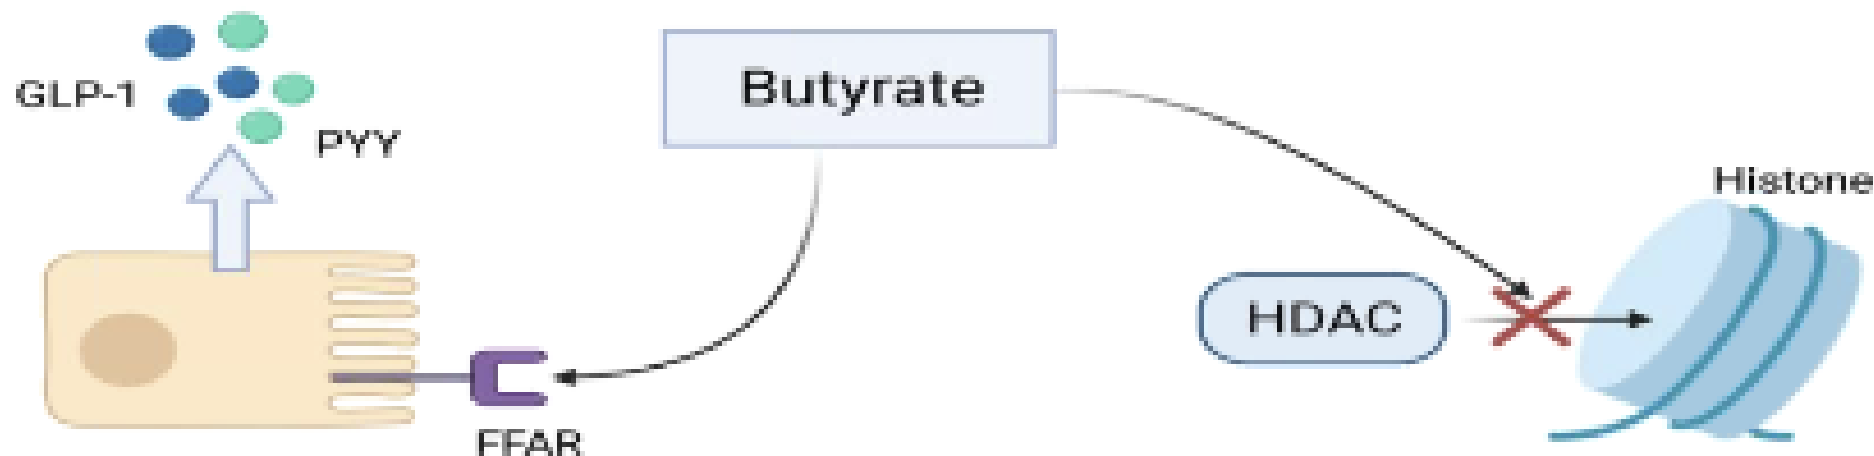 Butyrate
GLP-1
PYY
Histone
HDAC
FFAR